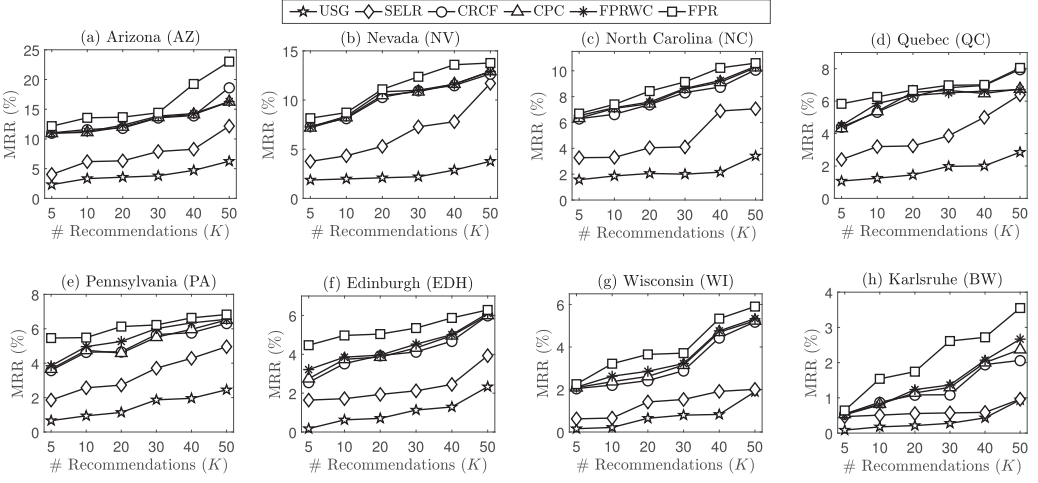 USG SELR CRCF CPC FPRWC FPR
(a) Arizona (AZ)
MRR (%)
25
20
15
10
5
0
5 10 20 30 40 50
# Recommendations (K)
(b) Nevada (NV)
MRR (%)
15
10
5
0
5 10 20 30 40 50
# Recommendations (K)
(c) North Carolina (NC)
MRR (%)
10
8
6
4
2
0
5 10 20 30 40 50
# Recommendations (K)
(d) Quebec (QC)
MRR (%)
8
6
4
2
0
5 10 20 30 40 50
# Recommendations (K)
(e) Pennsylvania (PA)
MRR (%)
8
6
4
2
0
5 10 20 30 40 50
# Recommendations (K)
(f) Edinburgh (EDH)
MRR (%)
6
4
2
0
5 10 20 30 40 50
# Recommendations (K)
(g) Wisconsin (WI)
MRR (%)
6
4
2
0
5 10 20 30 40 50
# Recommendations (K)
(h) Karlsruhe (BW)
MRR (%)
4
3
2
1
0
5 10 20 30 40 50
# Recommendations (K)